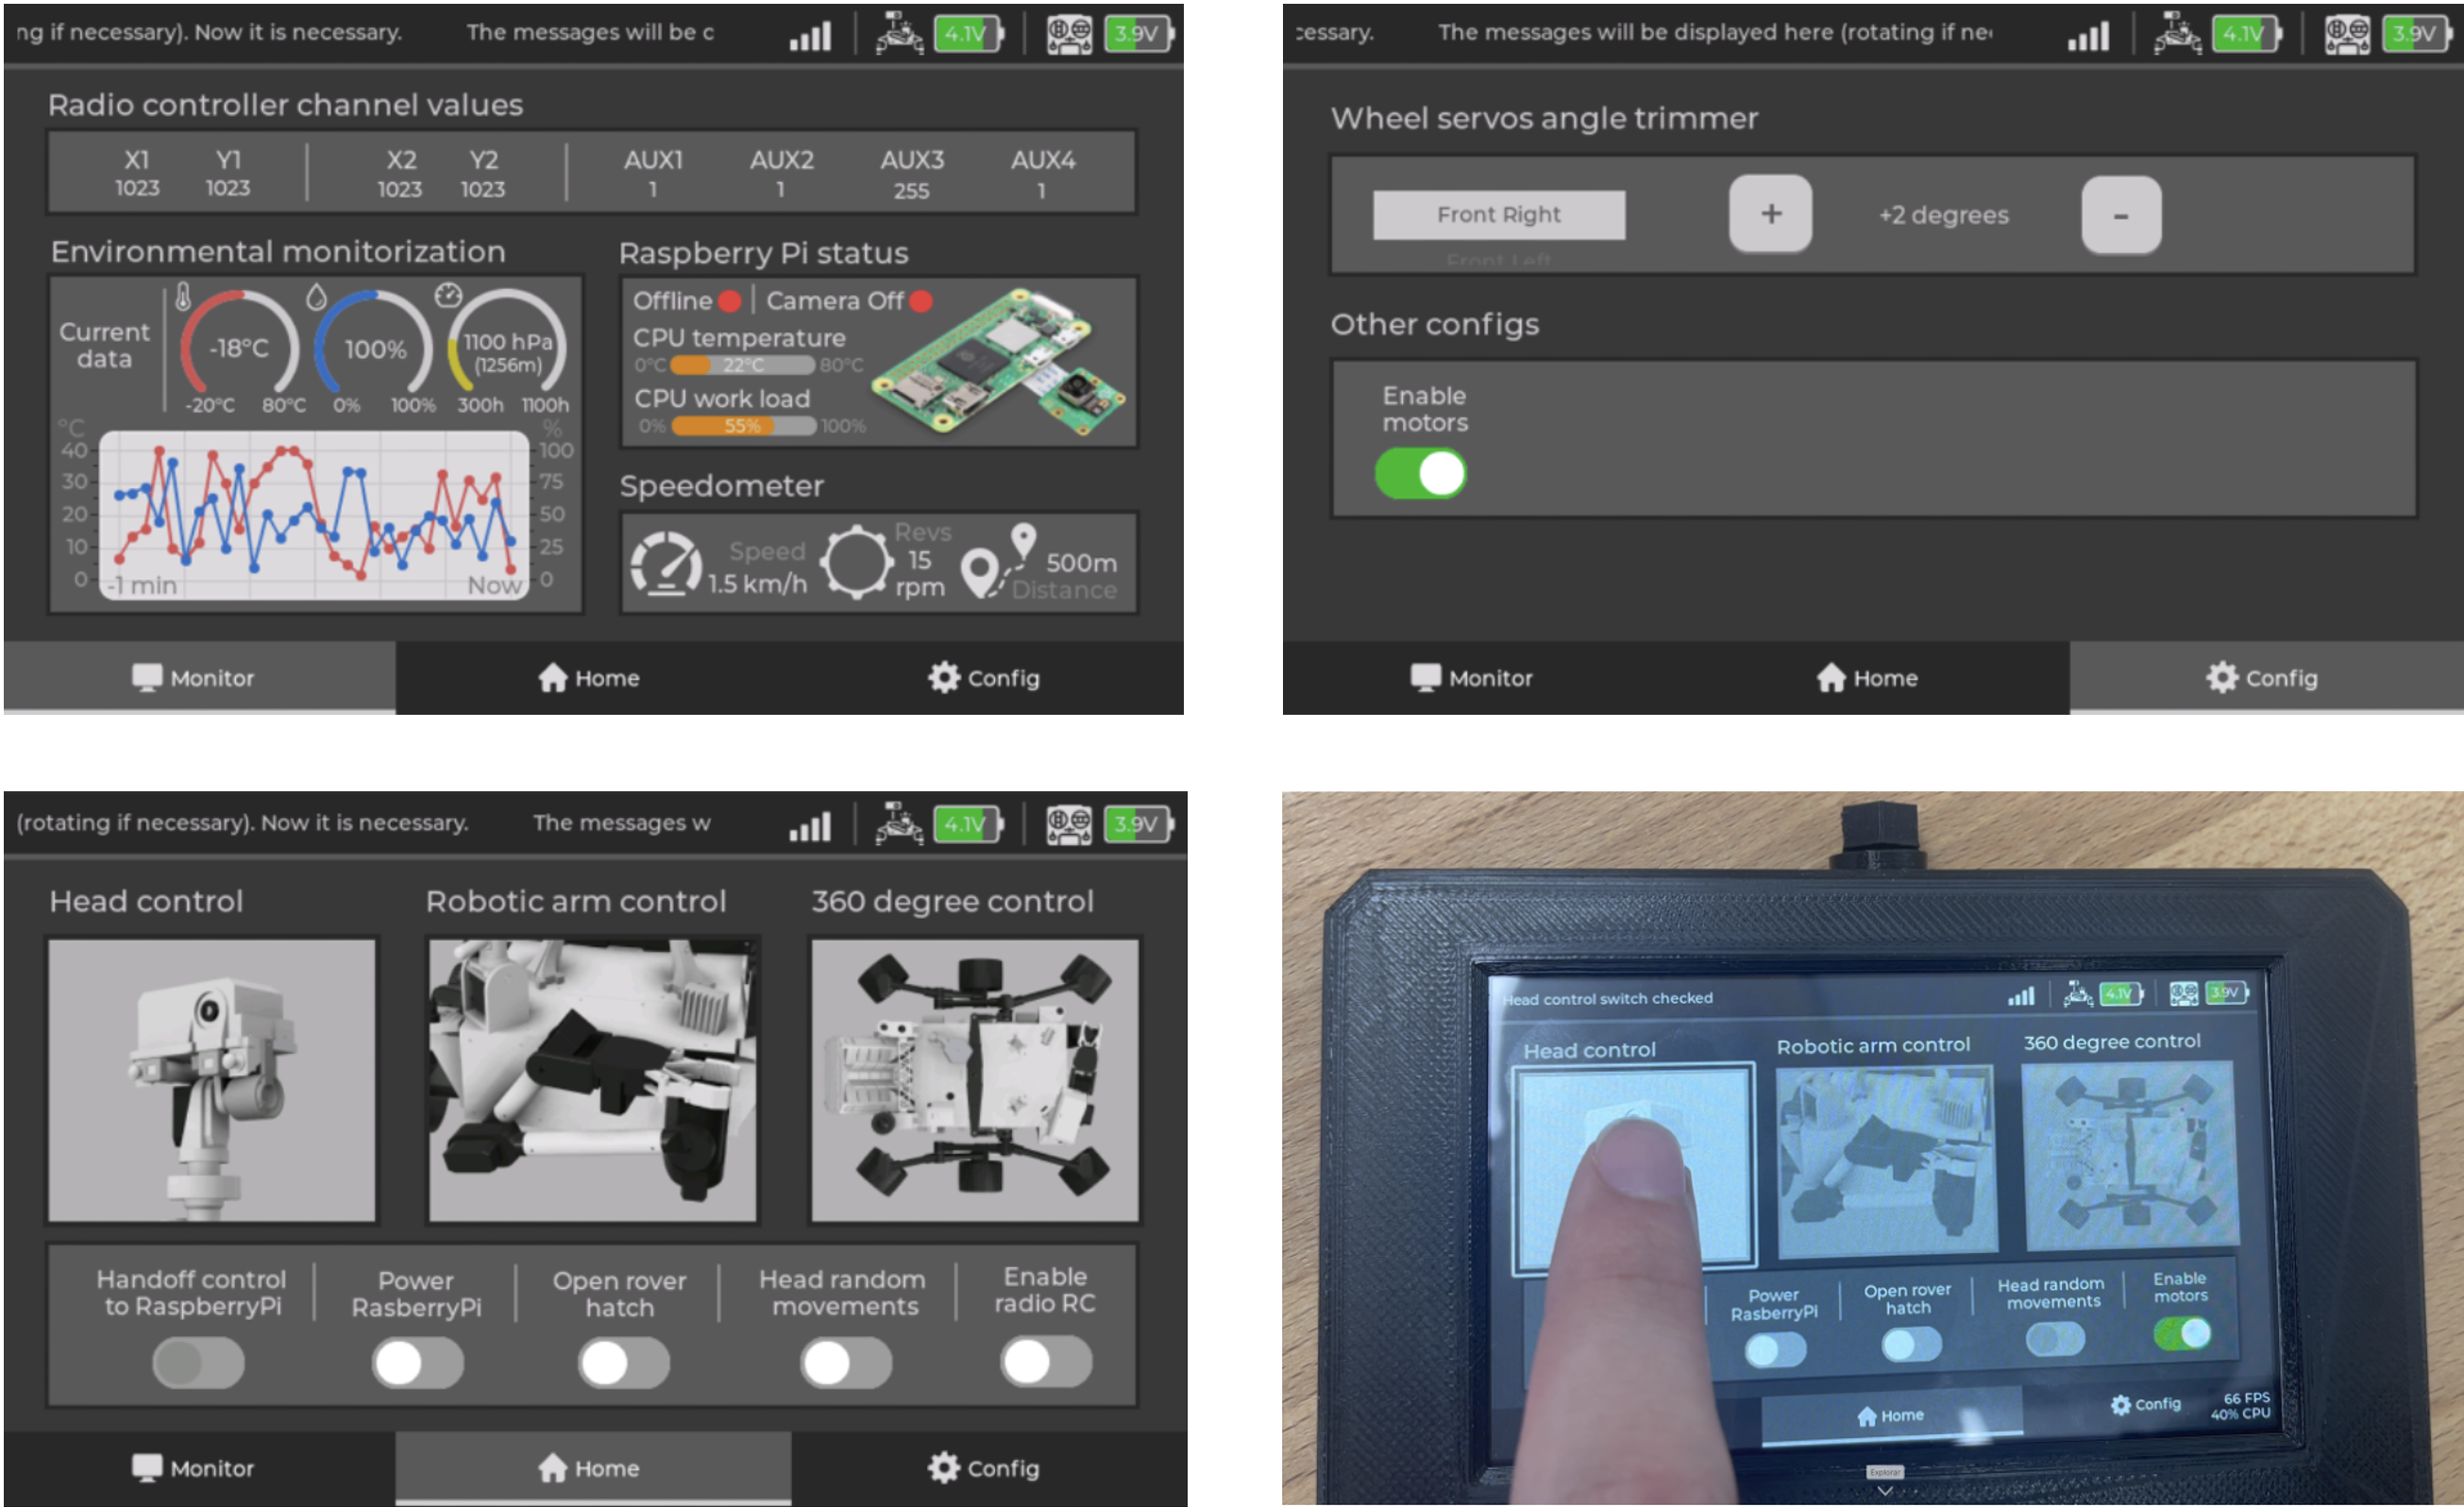 ng if necessary). Now it is necessary. The messages will be c
4.1V
3.9V
Radio controller channel values
X1 Y1 X2 Y2 AUX1 AUX2 AUX3 AUX4
1023 1023 1023 1023 1 1 255 1
Environmental monitorization
Current
data
-18°C
100%
1100 hPa
(1256m)
-20°C 80°C 0% 100% 300h 1100h
°C %
40 100
30 75
20 50
10 25
0 0
-1 min Now
Raspberry Pi status
Offline Camera Off
CPU temperature
0°C 22°C 80°C
CPU work load
0% 55% 100%
Speedometer
Speed
1.5 km/h
Revs
15
rpm
500m
Distance
Monitor Home Config
cessary. The messages will be displayed here (rotating if ne
4.1V
3.9V
Wheel servos angle trimmer
Front Right + +2 degrees -
Front Left
Other configs
Enable
motors
Monitor Home Config
(rotating if necessary). Now it is necessary. The messages w
4.1V
3.9V
Head control Robotic arm control 360 degree control
Handoff control
to RaspberryPi
Power
RasberryPi
Open rover
hatch
Head random
movements
Enable
radio RC
Monitor Home Config
Head control switch checked
4.1V
3.9V
Head control Robotic arm control 360 degree control
Power
RasberryPi
Open rover
hatch
Head random
movements
Enable
motors
Home Config
66 FPS
40% CPU
Explorar